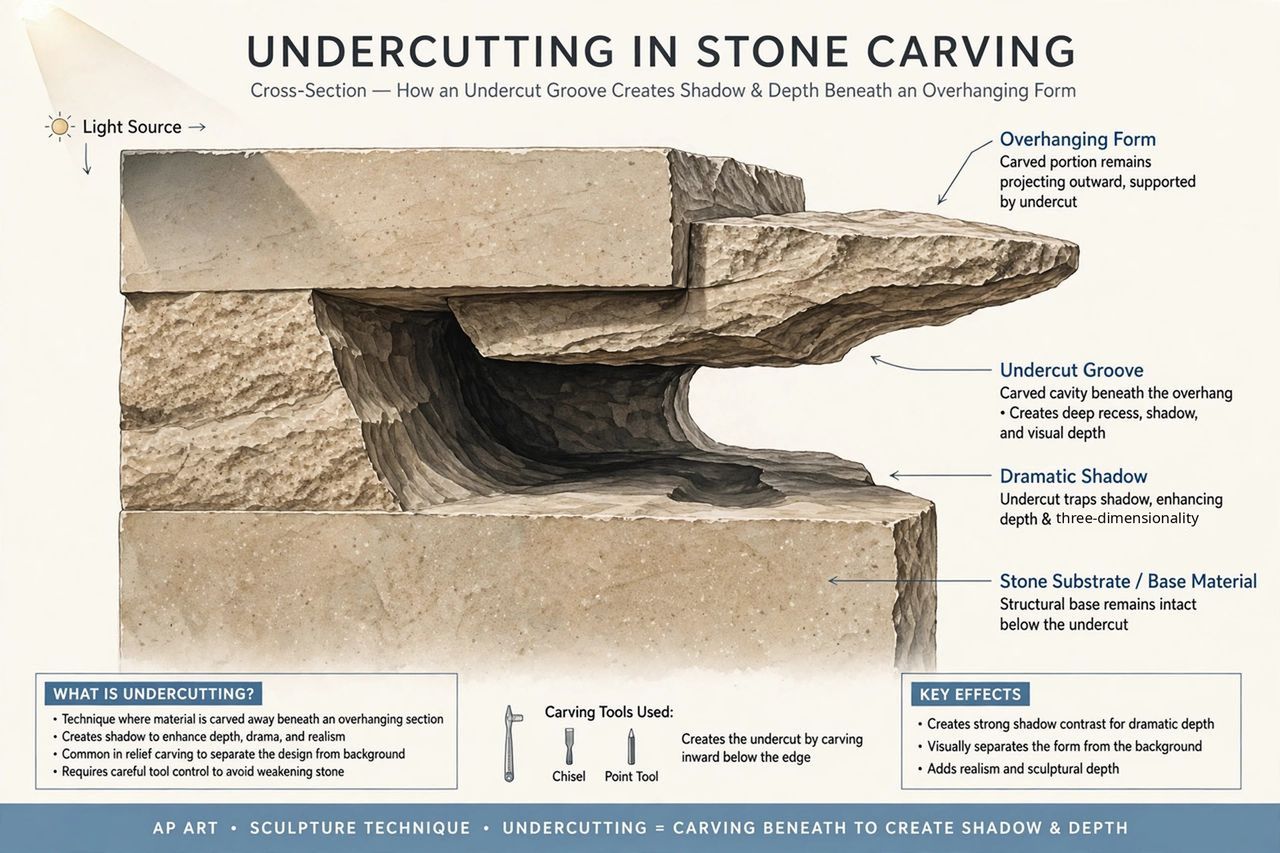 UNDERCUTTING IN STONE CARVING
Cross-Section — How an Undercut Groove Creates Shadow & Depth Beneath an Overhanging Form
Light Source →
Overhanging Form
Carved portion remains
projecting outward, supported
by undercut
Undercut Groove
Carved cavity beneath the overhang
• Creates deep recess, shadow,
and visual depth
Dramatic Shadow
Undercut traps shadow, enhancing
depth & three-dimensionality
Stone Substrate / Base Material
Structural base remains intact
below the undercut
WHAT IS UNDERCUTTING?
• Technique where material is carved away beneath an overhanging section
• Creates shadow to enhance depth, drama, and realism
• Common in relief carving to separate the design from background
• Requires careful tool control to avoid weakening stone
Carving Tools Used:
Chisel
Point Tool
Creates the undercut by carving
inward below the edge
KEY EFFECTS
• Creates strong shadow contrast for dramatic depth
• Visually separates the form from the background
• Adds realism and sculptural depth
AP ART • SCULPTURE TECHNIQUE • UNDERCUTTING = CARVING BENEATH TO CREATE SHADOW & DEPTH